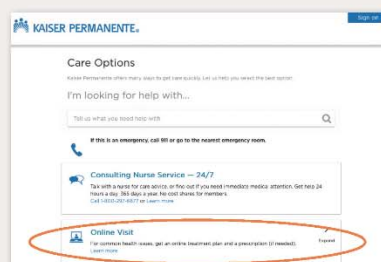 Sign out
KAISER PERMANENTE®
Care Options
Kaiser Permanente offers many ways to get care quickly. Let us help you select the best option
I'm looking for help with...
Tell us what you need help with
If this is an emergency, call 911 or go to the nearest emergency room.
Consulting Nurse Service — 24/7
Talk with a nurse for care advice, or find out if you need immediate medical attention. Get help 24
hours a day, 365 days a year. No cost shares for members.
Call or Learn more
Online Visit
Expand
For common health issues, get an online treatment plan and a prescription (if needed).
Learn more